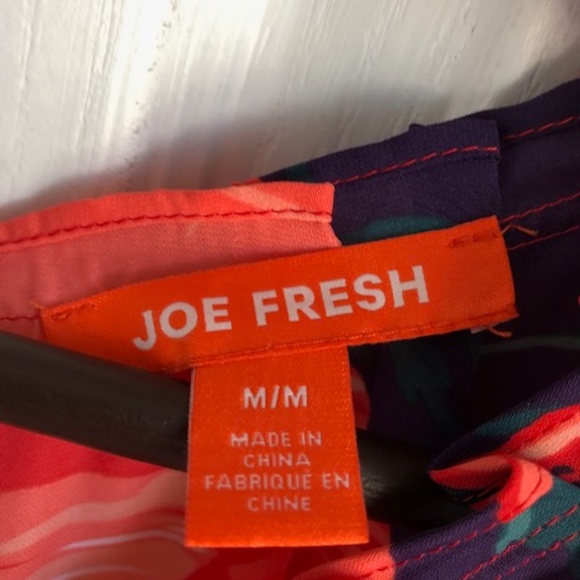 JOE FRESH
M/M
MADE IN
CHINA
FABRIQUÉ EN
CHINE